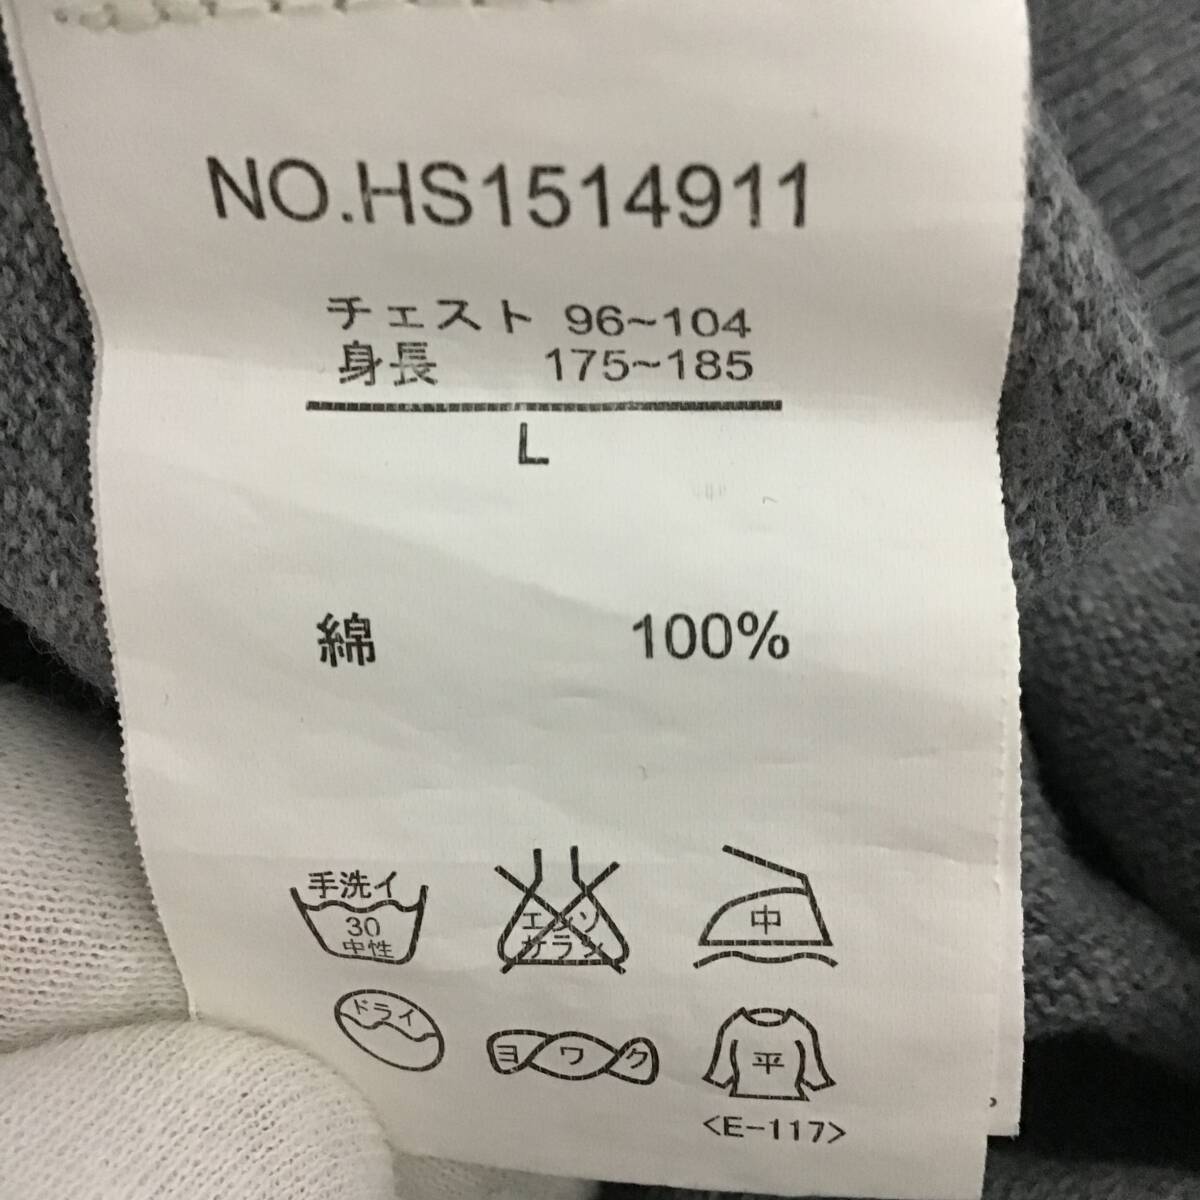 NO.HS1514911
チェスト 96~104
身長 175~185
L
綿 100%
手洗イ
30
中性
エンソ
サラシ
中
ドライ
ヨワク
平
<E-117>